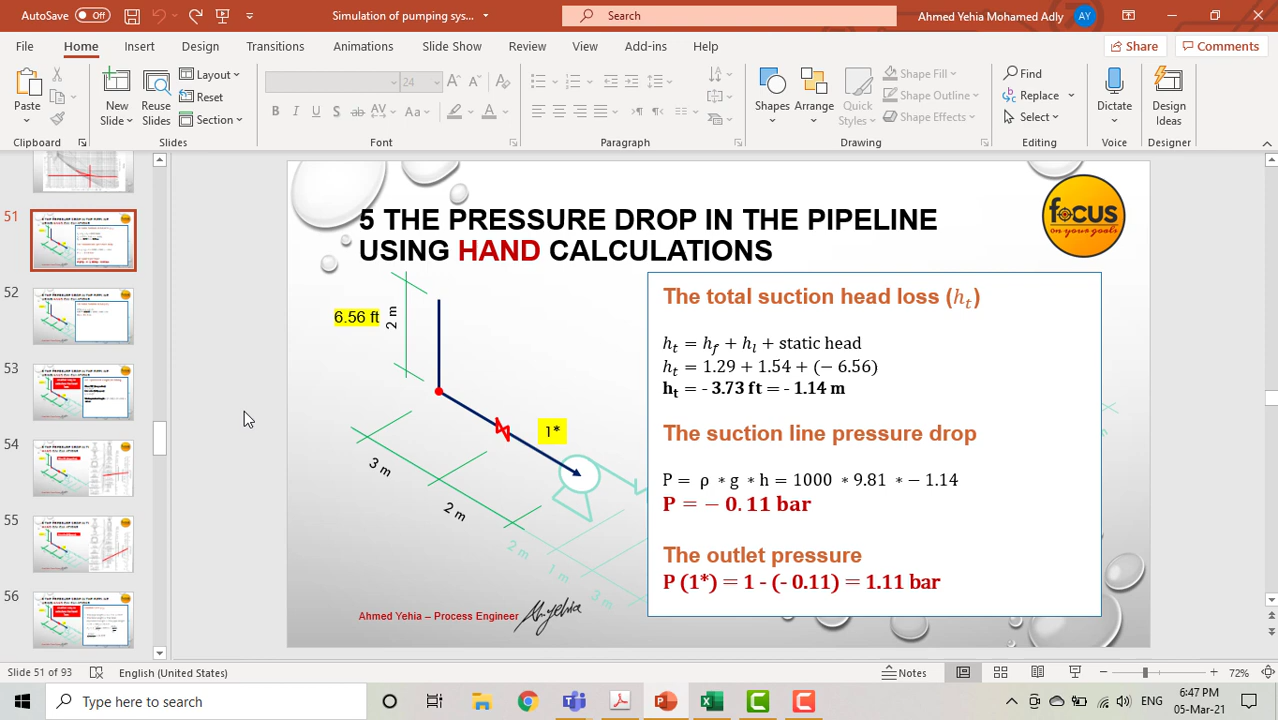 AutoSave Off
Simulation of pumping sys...
Search
Ahmed Yehia Mohamed Adly
AY
File
Home
Insert
Design
Transitions
Animations
Slide Show
Review
View
Add-ins
Help
Share
Comments
Paste
New
Slide
Reuse
Slides
Layout
Reset
Section
24
B I U S ab AV Aa A
Shapes
Arrange
Quick
Styles
Shape Fill
Shape Outline
Shape Effects
Find
Replace
Select
Dictate
Design
Ideas
Clipboard
Slides
Font
Paragraph
Drawing
Editing
Voice
Designer
51
52
53
54
55
56
5 THE PRESSURE DROP IN THE PIPELINE
USING HAND CALCULATIONS
focus
on your goals
6.56 ft
2 m
1*
3 m
2 m
2 m
1 m
3 m
The total suction head loss (hₜ)
hₜ = h_f + hₗ + static head
hₜ = 1.29 + 1.54 + (− 6.56)
hₜ = - 3.73 ft = - 1.14 m
The suction line pressure drop
P = ρ * g * h = 1000 * 9.81 * − 1.14
P = − 0.11 bar
The outlet pressure
P (1*) = 1 - (- 0.11) = 1.11 bar
Ahmed Yehia – Process Engineer
Slide 51 of 93
English (United States)
Notes
72%
Type here to search
ENG
6:47 PM
05-Mar-21